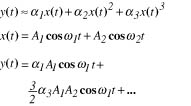 y(t) ≈ α₁x(t) + α₂x(t)² + α₃x(t)³
x(t) = A₁ cos ω₁t + A₂ cos ω₂t
y(t) = α₁A₁ cos ω₁t +
3/2 α₃A₁A₂ cos ω₁t + ...